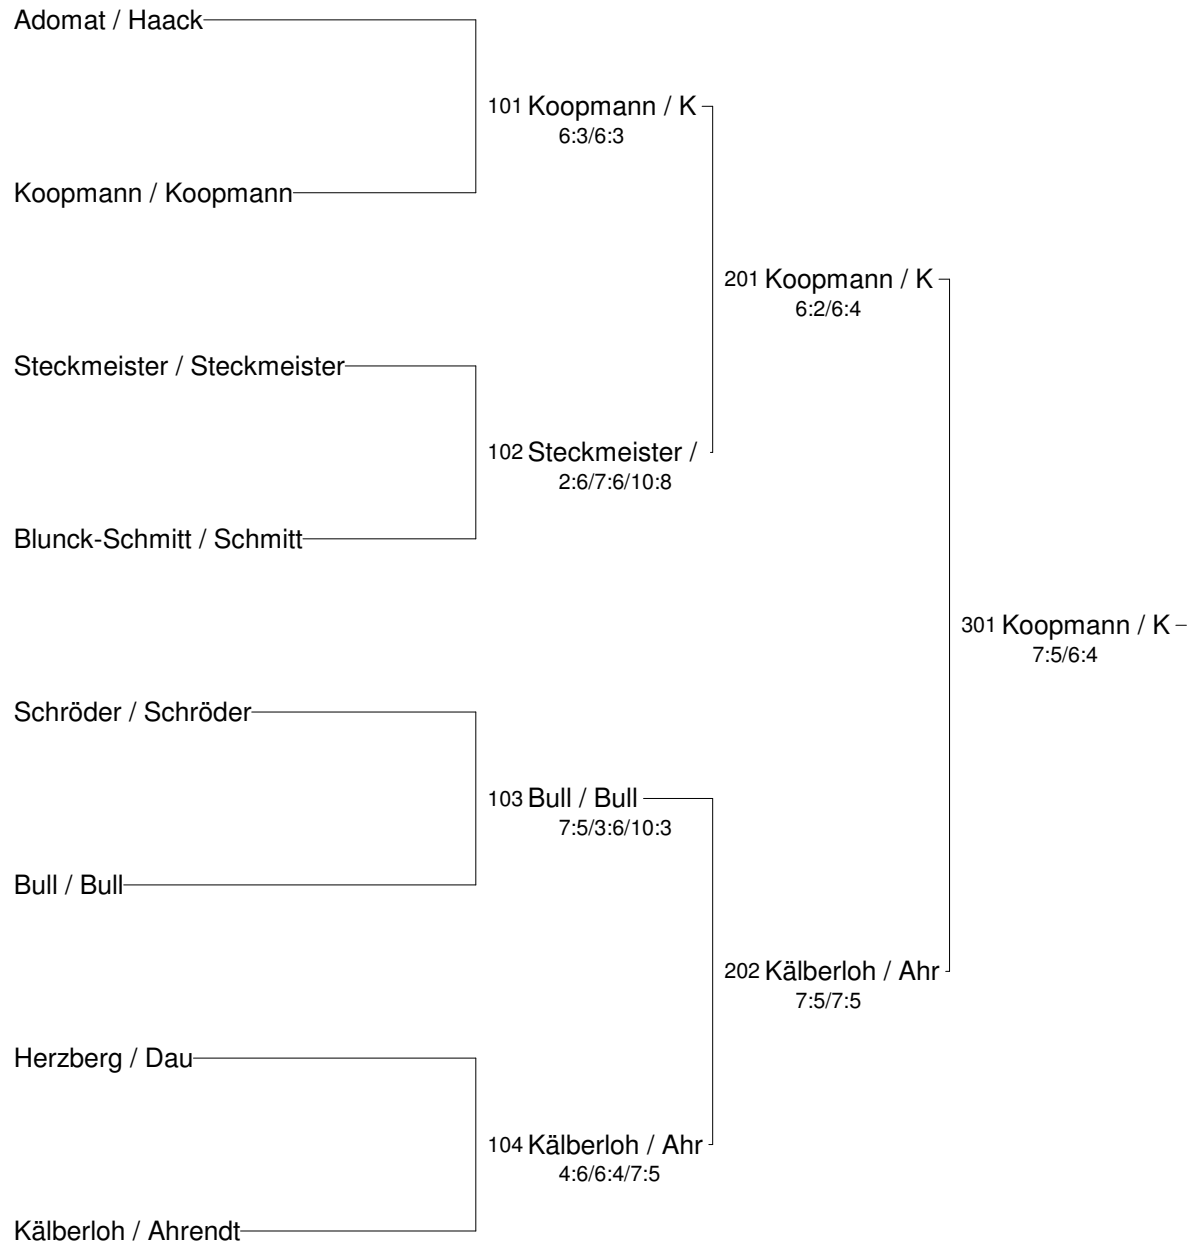 Adomat / Haack
101 Koopmann / K
6:3/6:3
Koopmann / Koopmann
201 Koopmann / K
6:2/6:4
Steckmeister / Steckmeister
102 Steckmeister /
2:6/7:6/10:8
Blunck-Schmitt / Schmitt
301 Koopmann / K
7:5/6:4
Schröder / Schröder
103 Bull / Bull
7:5/3:6/10:3
Bull / Bull
202 Kälberloh / Ahr
7:5/7:5
Herzberg / Dau
104 Kälberloh / Ahr
4:6/6:4/7:5
Kälberloh / Ahrendt